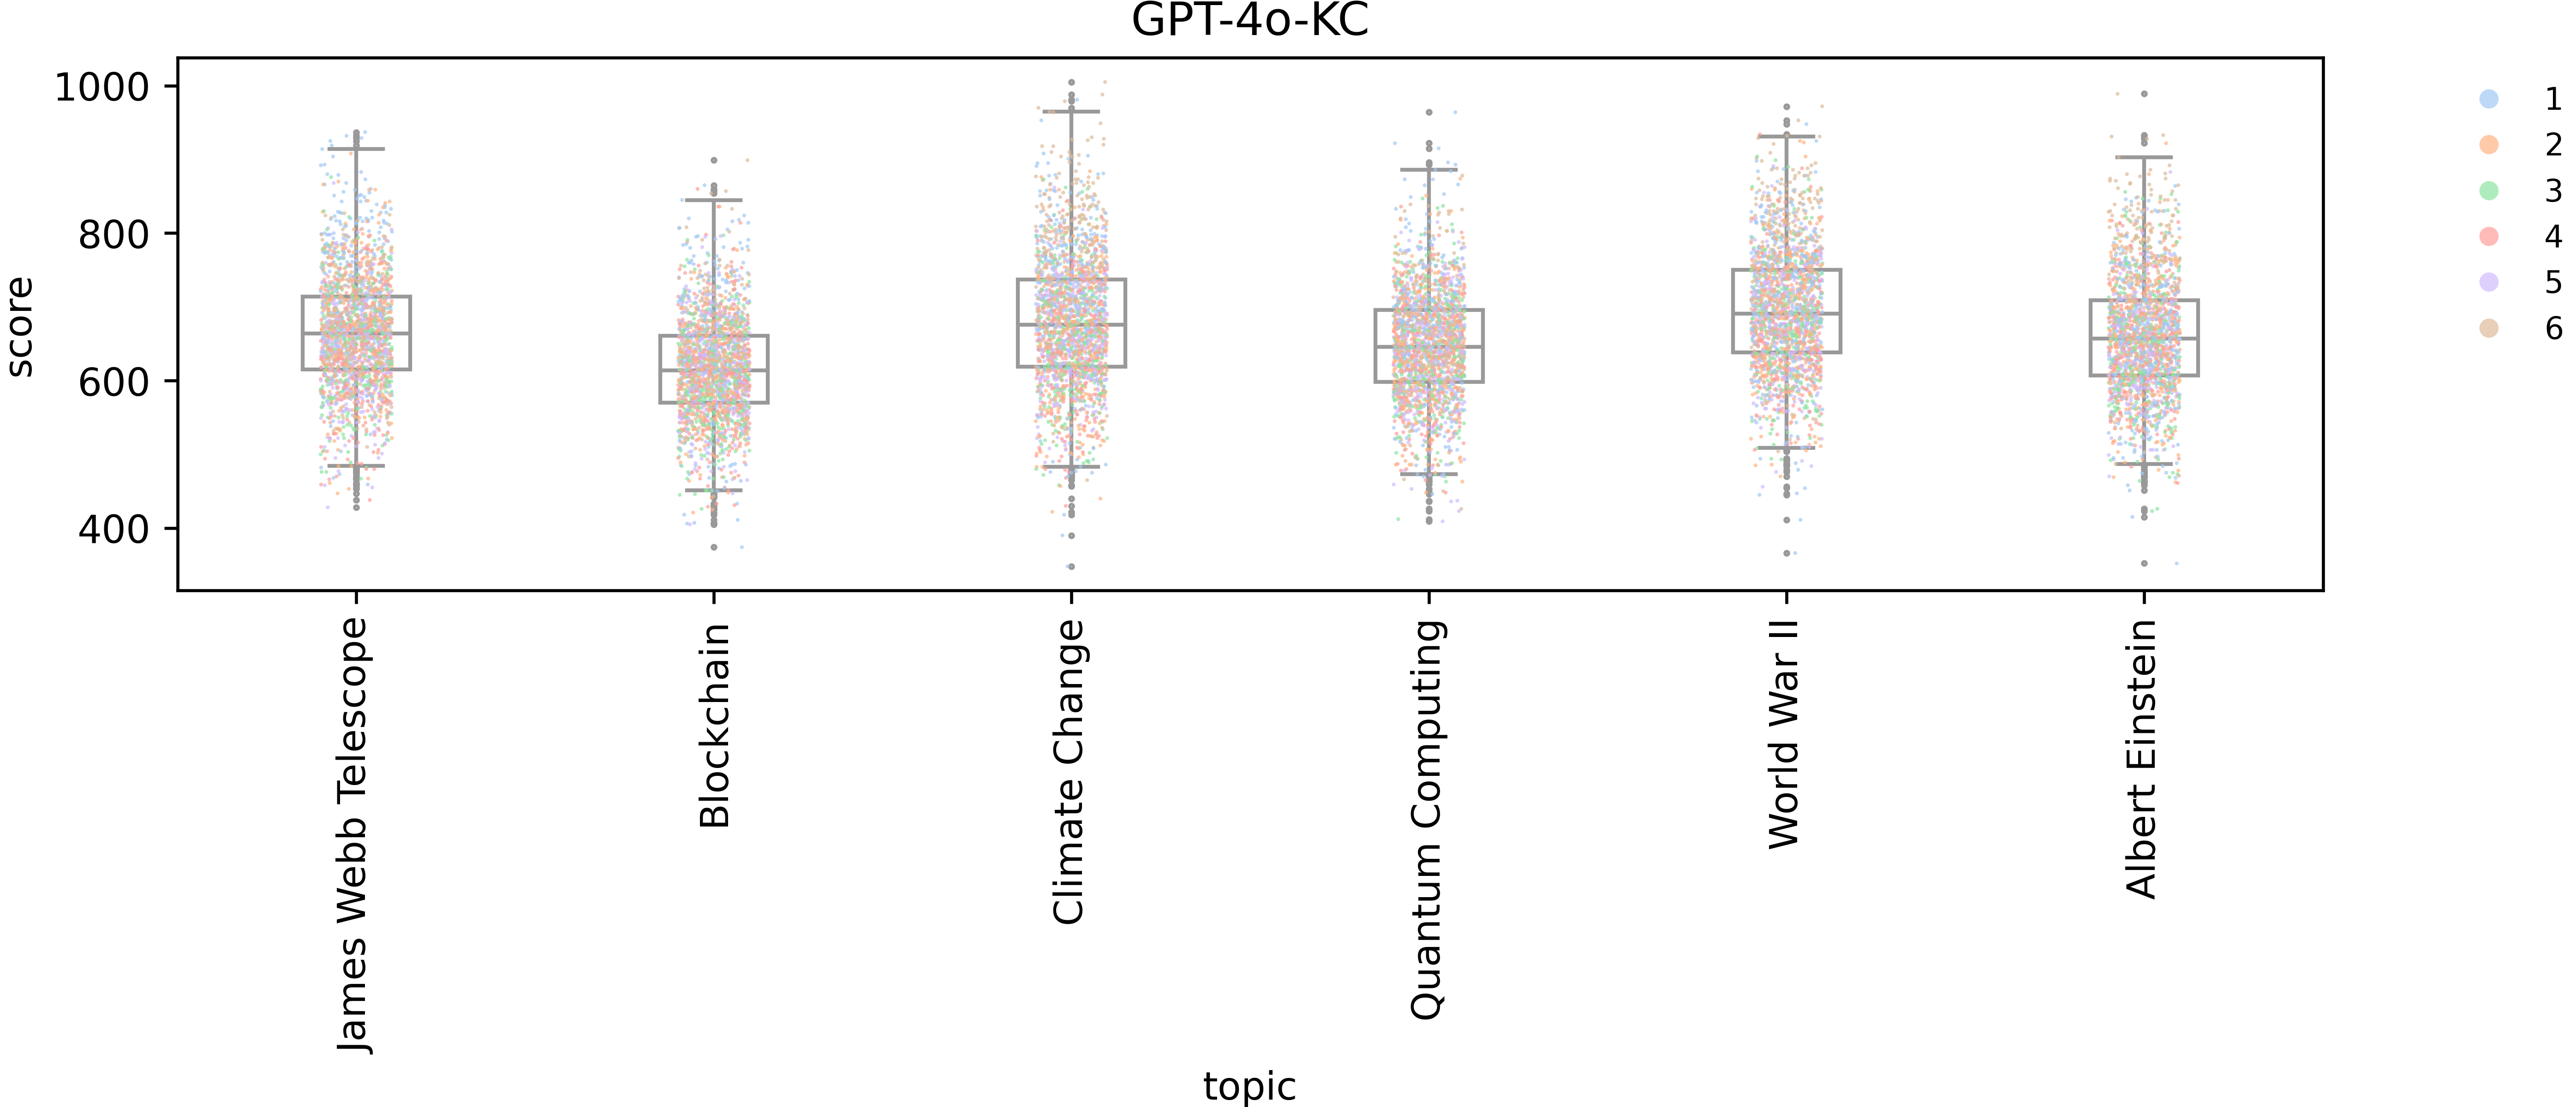 GPT-4o-KC
score
1000
800
600
400
James Webb Telescope
Blockchain
Climate Change
Quantum Computing
World War II
Albert Einstein
topic
1
2
3
4
5
6